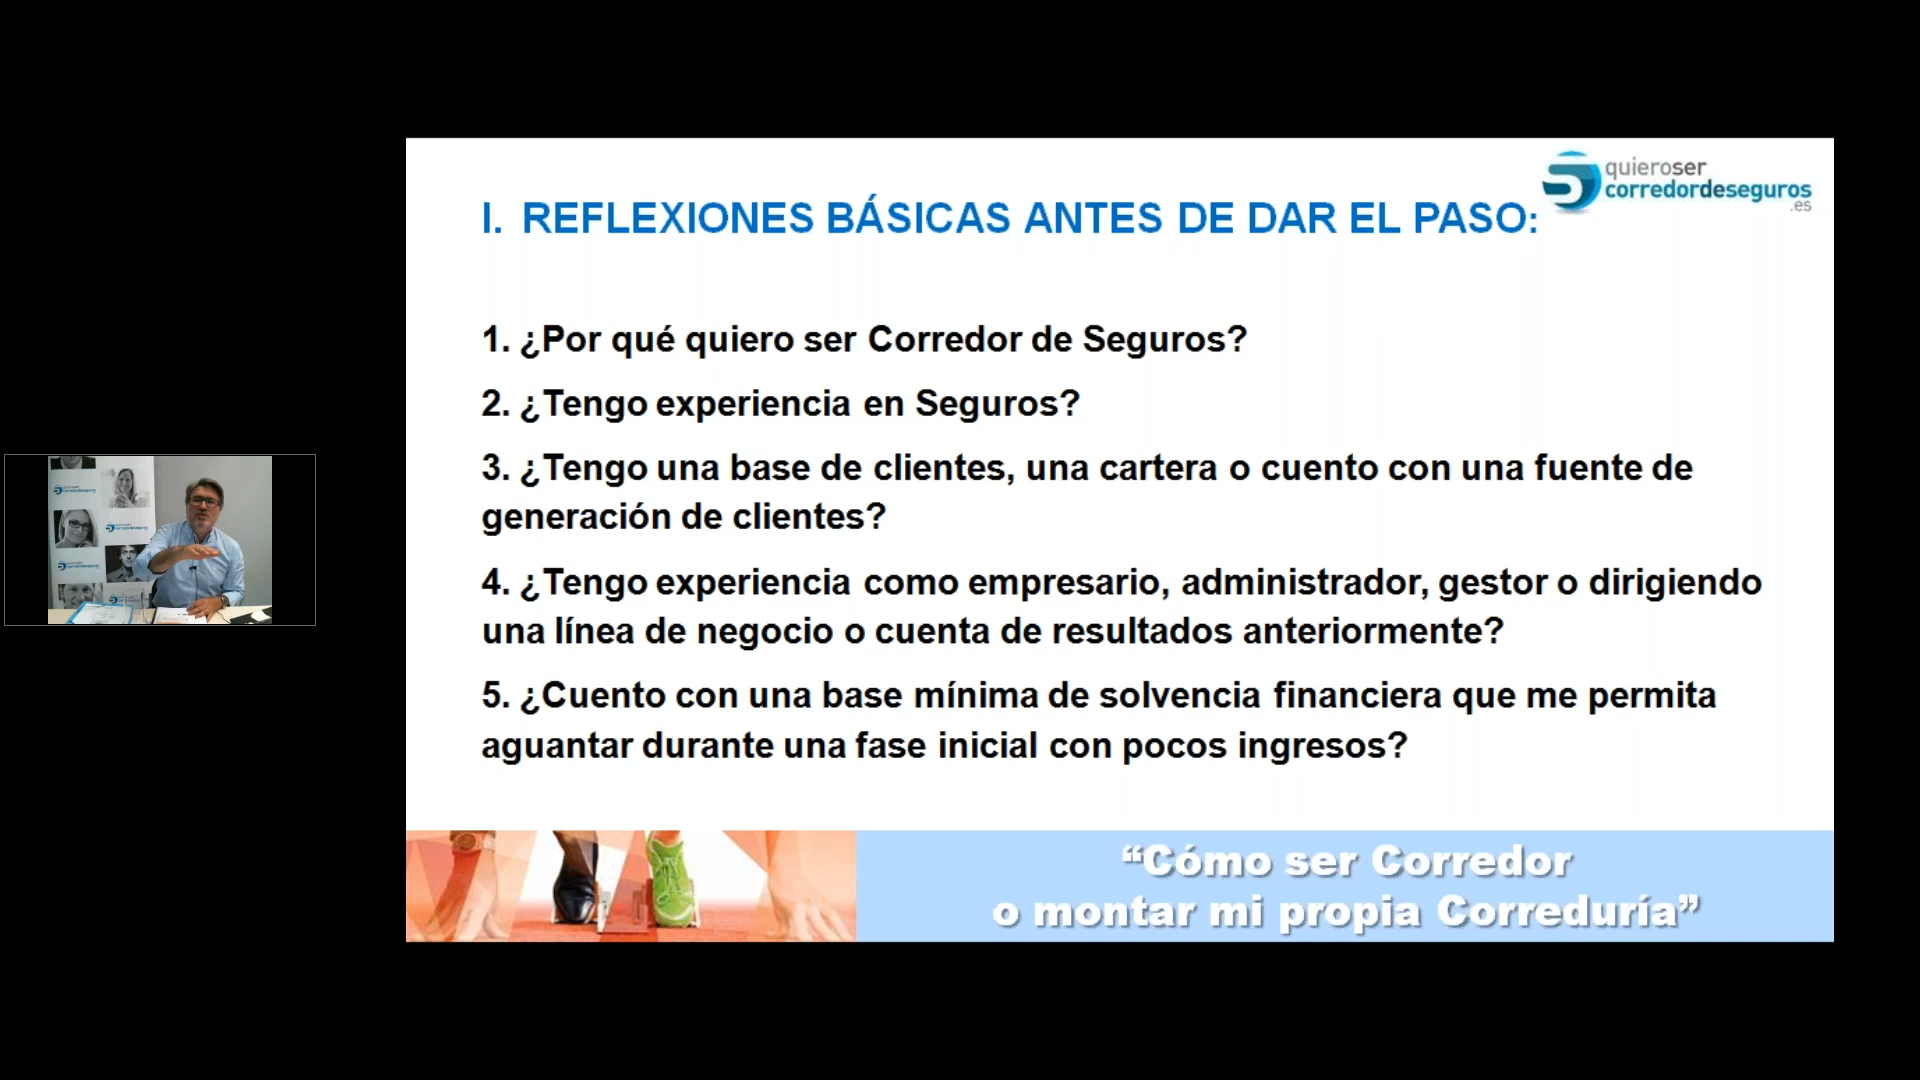 quieroser
corredordeseguros
.es
I. REFLEXIONES BÁSICAS ANTES DE DAR EL PASO:
1. ¿Por qué quiero ser Corredor de Seguros?
2. ¿Tengo experiencia en Seguros?
3. ¿Tengo una base de clientes, una cartera o cuento con una fuente de
generación de clientes?
4. ¿Tengo experiencia como empresario, administrador, gestor o dirigiendo
una línea de negocio o cuenta de resultados anteriormente?
5. ¿Cuento con una base mínima de solvencia financiera que me permita
aguantar durante una fase inicial con pocos ingresos?
“Cómo ser Corredor
o montar mi propia Correduría”